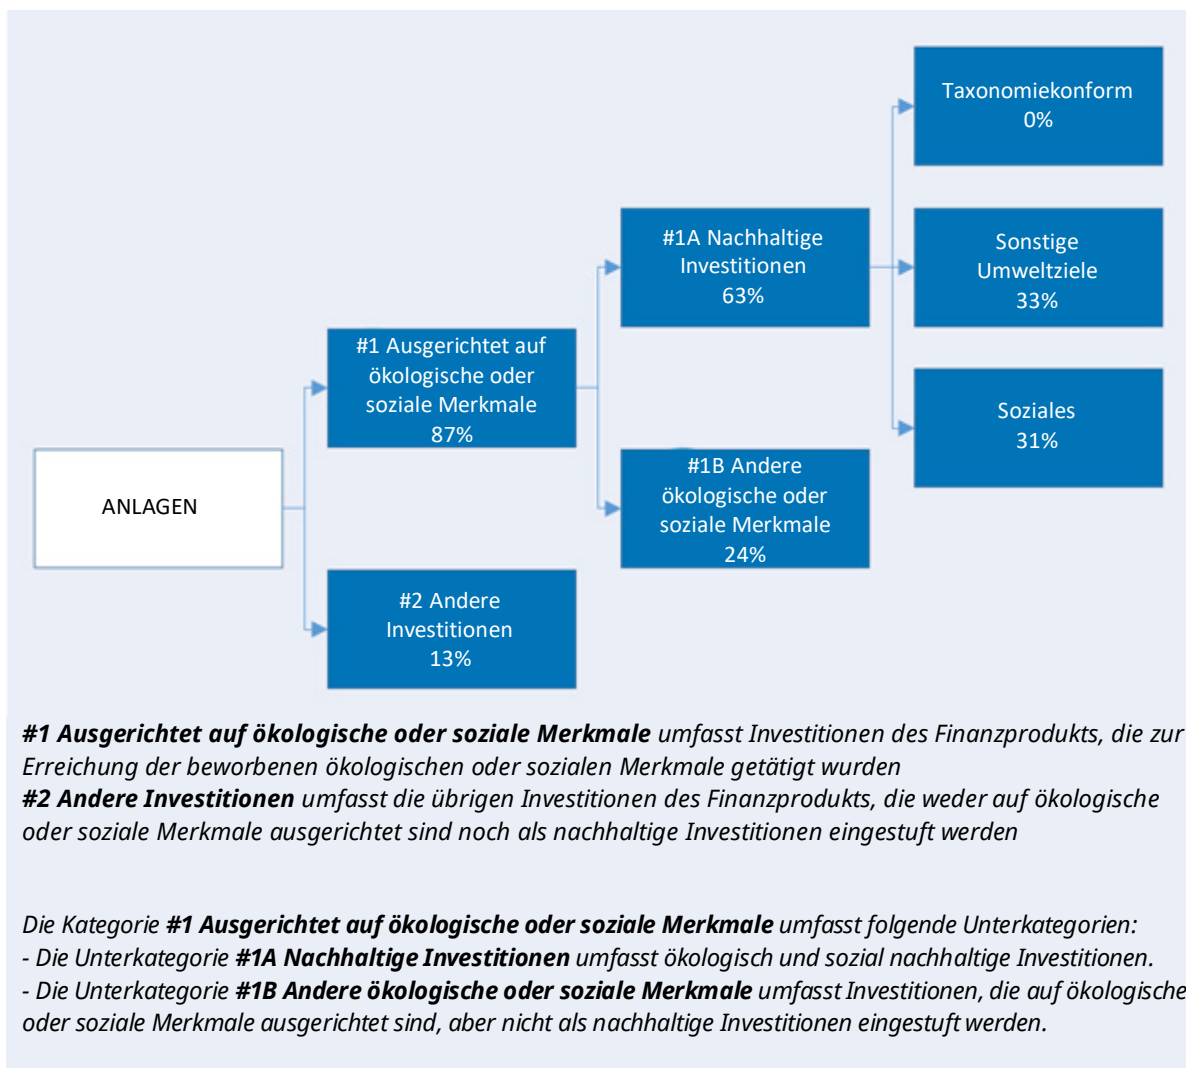 Taxonomiekonform
0%
#1A Nachhaltige
Investitionen
63%
Sonstige
Umweltziele
33%
#1 Ausgerichtet auf
ökologische oder
soziale Merkmale
87%
Soziales
31%
ANLAGEN
#1B Andere
ökologische oder
soziale Merkmale
24%
#2 Andere
Investitionen
13%
#1 Ausgerichtet auf ökologische oder soziale Merkmale umfasst Investitionen des Finanzprodukts, die zur
Erreichung der beworbenen ökologischen oder sozialen Merkmale getätigt wurden
#2 Andere Investitionen umfasst die übrigen Investitionen des Finanzprodukts, die weder auf ökologische
oder soziale Merkmale ausgerichtet sind noch als nachhaltige Investitionen eingestuft werden
Die Kategorie #1 Ausgerichtet auf ökologische oder soziale Merkmale umfasst folgende Unterkategorien:
- Die Unterkategorie #1A Nachhaltige Investitionen umfasst ökologisch und sozial nachhaltige Investitionen.
- Die Unterkategorie #1B Andere ökologische oder soziale Merkmale umfasst Investitionen, die auf ökologische
oder soziale Merkmale ausgerichtet sind, aber nicht als nachhaltige Investitionen eingestuft werden.